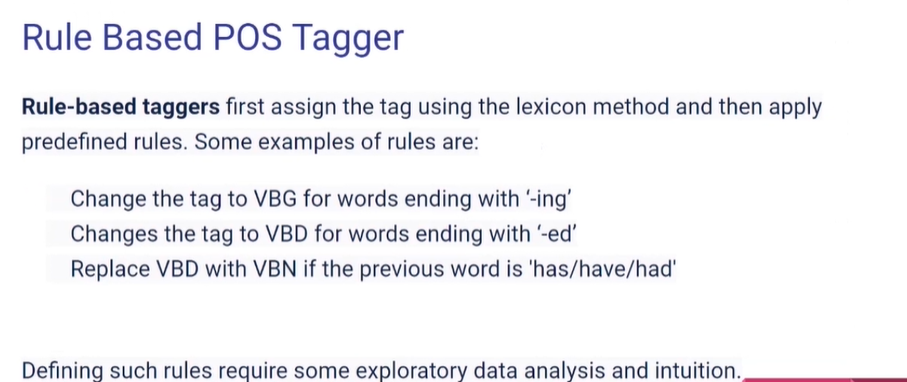 Rule Based POS Tagger
Rule-based taggers first assign the tag using the lexicon method and then apply
predefined rules. Some examples of rules are:
Change the tag to VBG for words ending with ‘-ing’
Changes the tag to VBD for words ending with ‘-ed’
Replace VBD with VBN if the previous word is 'has/have/had'
Defining such rules require some exploratory data analysis and intuition.